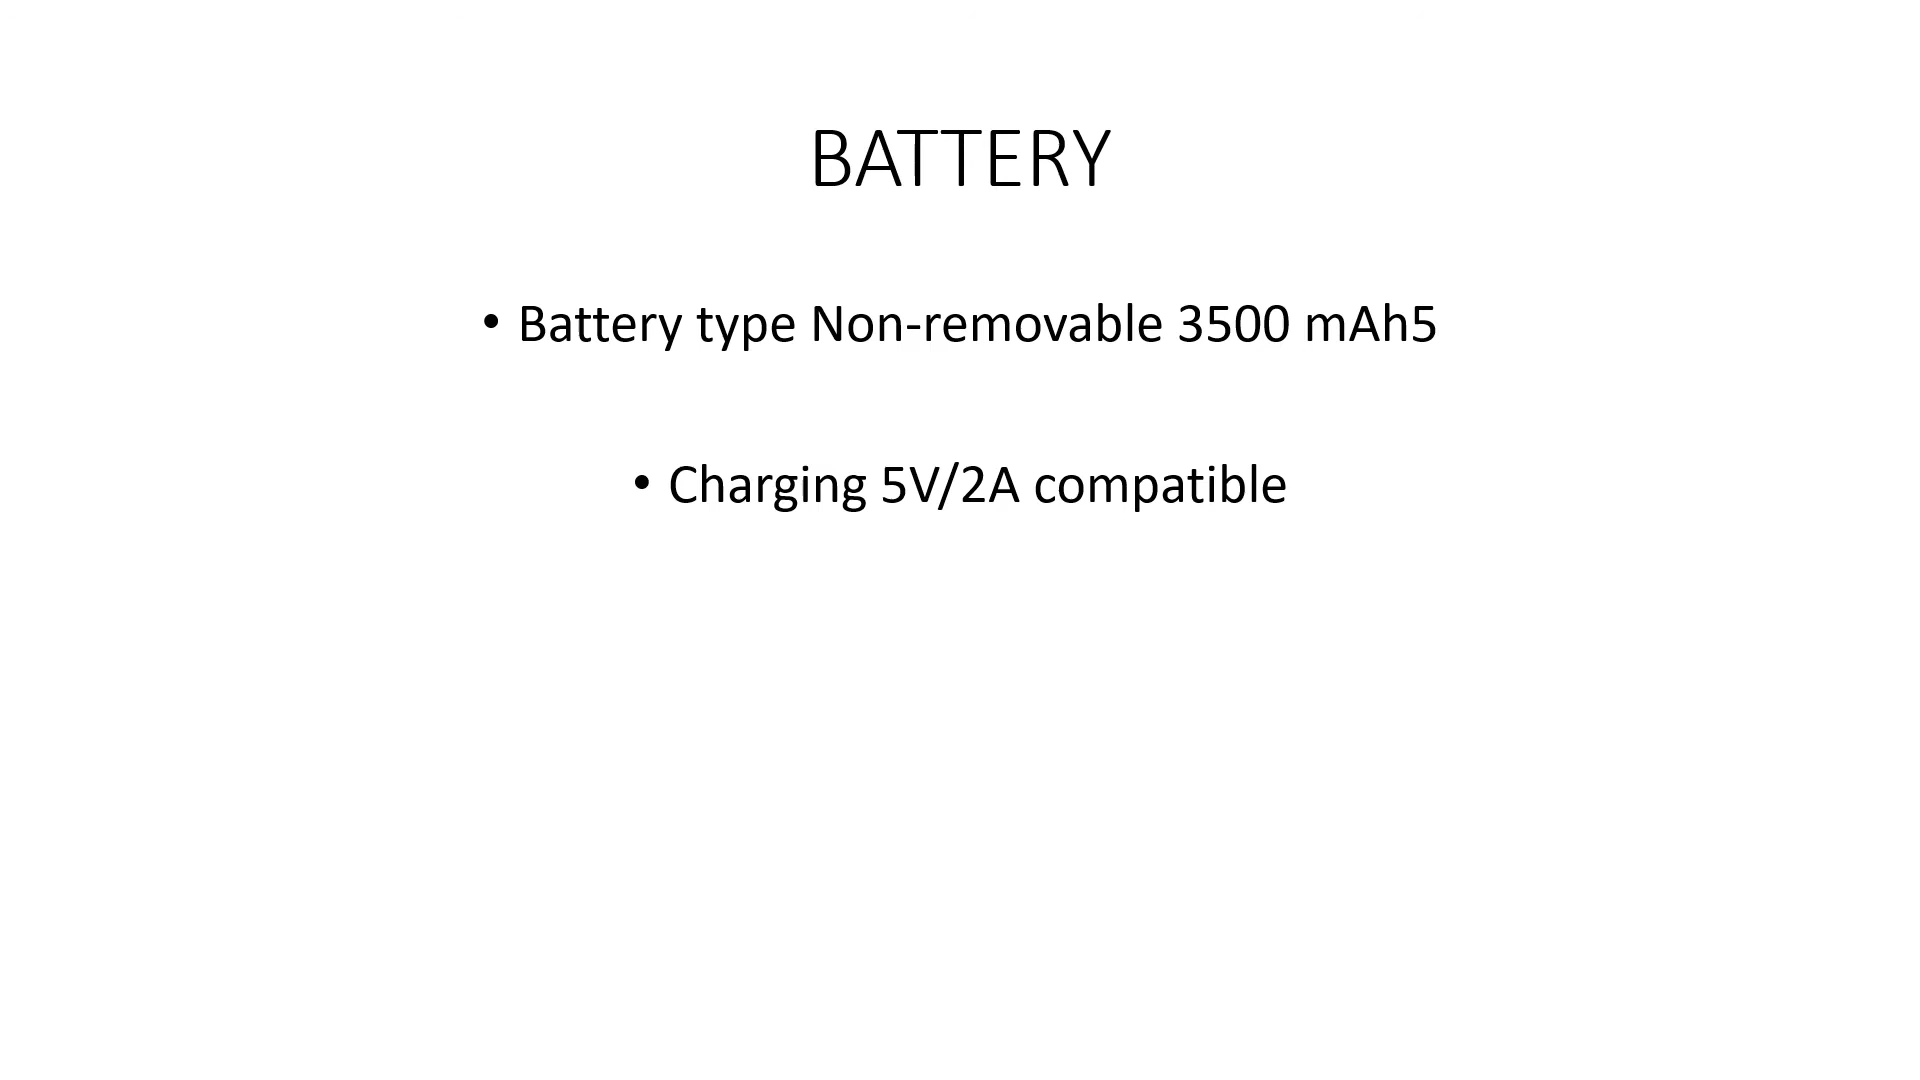 BATTERY
• Battery type Non-removable 3500 mAh5
• Charging 5V/2A compatible